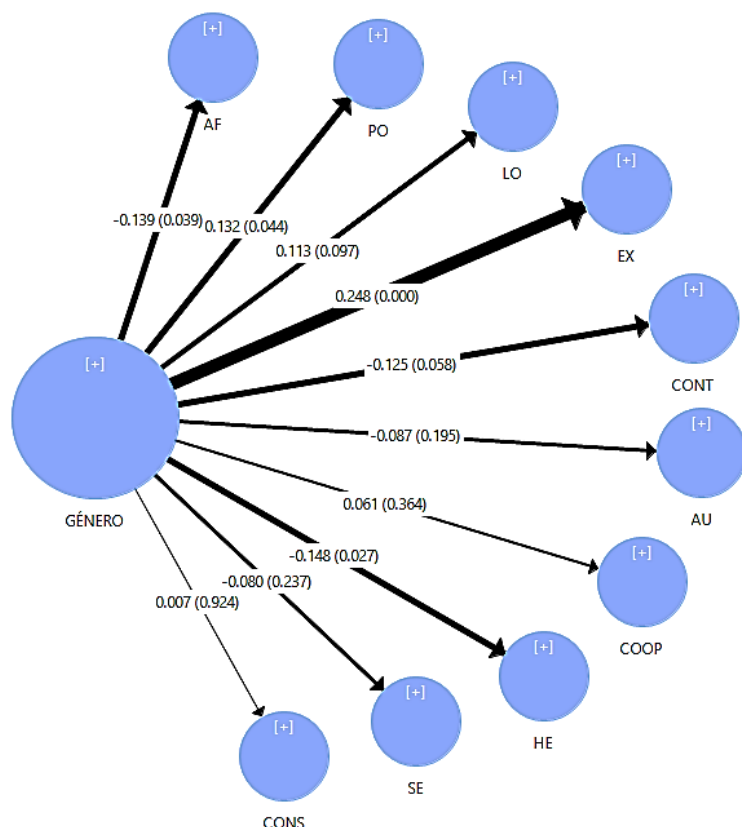 [+]
AF
[+]
PO
[+]
LO
[+]
EX
-0.139 (0.039)
0.132 (0.044)
0.113 (0.097)
0.248 (0.000)
[+]
CONT
-0.125 (0.058)
[+]
GÉNERO
[+]
AU
-0.087 (0.195)
0.061 (0.364)
[+]
COOP
-0.148 (0.027)
-0.080 (0.237)
0.007 (0.924)
[+]
HE
[+]
SE
[+]
CONS